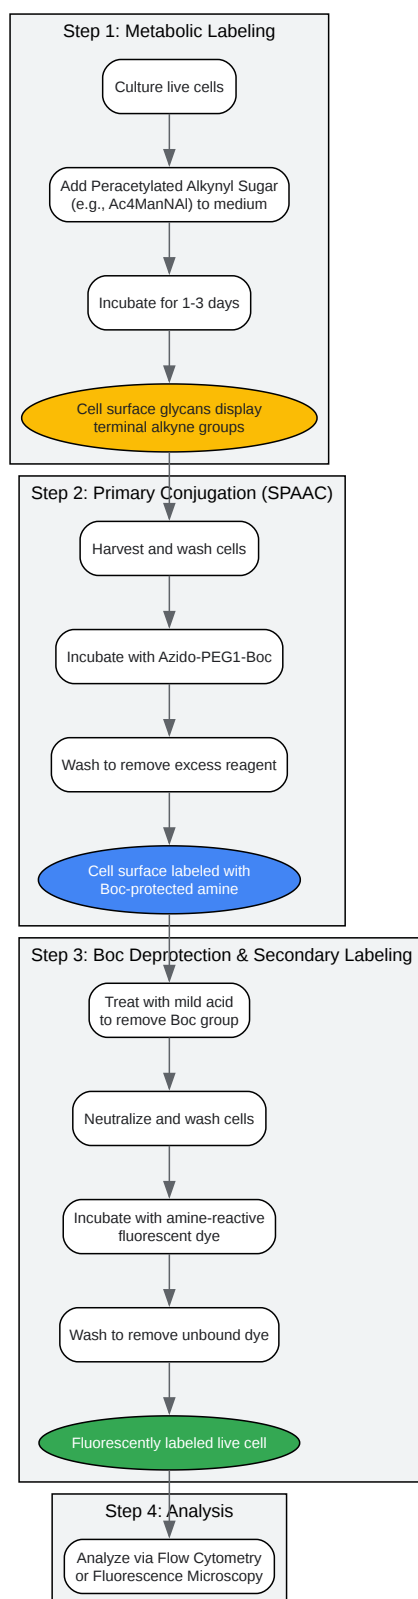 Step 1: Metabolic Labeling
Culture live cells
Add Peracetylated Alkynyl Sugar
(e.g., Ac4ManNAl) to medium
Incubate for 1-3 days
Cell surface glycans display
terminal alkyne groups
Step 2: Primary Conjugation (SPAAC)
Harvest and wash cells
Incubate with Azido-PEG1-Boc
Wash to remove excess reagent
Cell surface labeled with
Boc-protected amine
Step 3: Boc Deprotection & Secondary Labeling
Treat with mild acid
to remove Boc group
Neutralize and wash cells
Incubate with amine-reactive
fluorescent dye
Wash to remove unbound dye
Fluorescently labeled live cell
Step 4: Analysis
Analyze via Flow Cytometry
or Fluorescence Microscopy